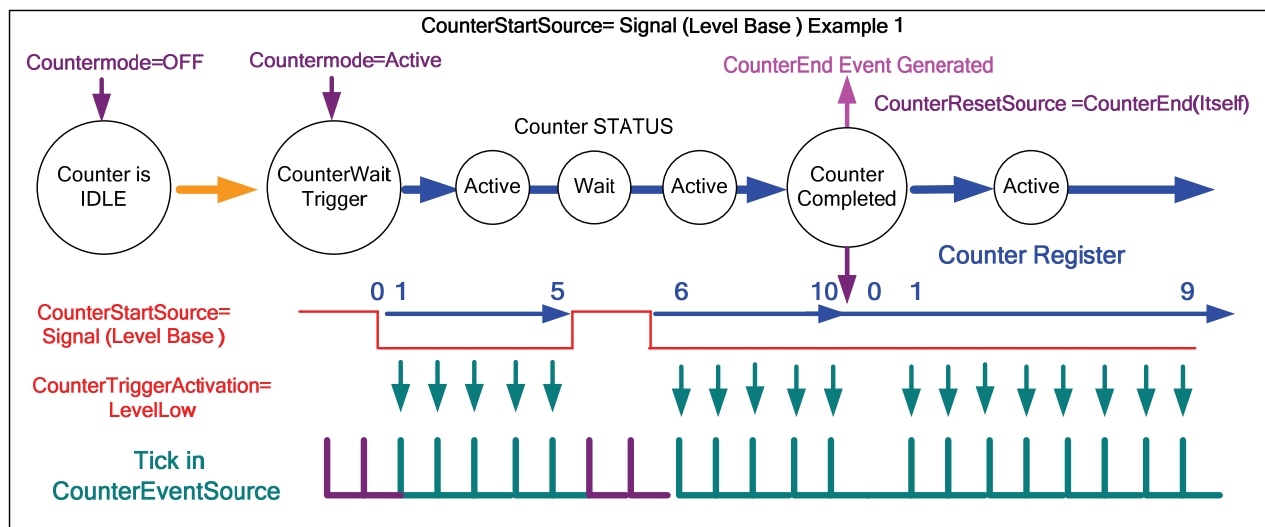 CounterStartSource= Signal (Level Base ) Example 1
Countermode=OFF
Countermode=Active
CounterEnd Event Generated
CounterResetSource =CounterEnd(Itself)
Counter STATUS
Counter is
IDLE
CounterWait
Trigger
Active
Wait
Active
Counter
Completed
Active
Counter Register
0 1 5 6 10 0 1 9
CounterStartSource=
Signal (Level Base )
CounterTriggerActivation=
LevelLow
Tick in
CounterEventSource